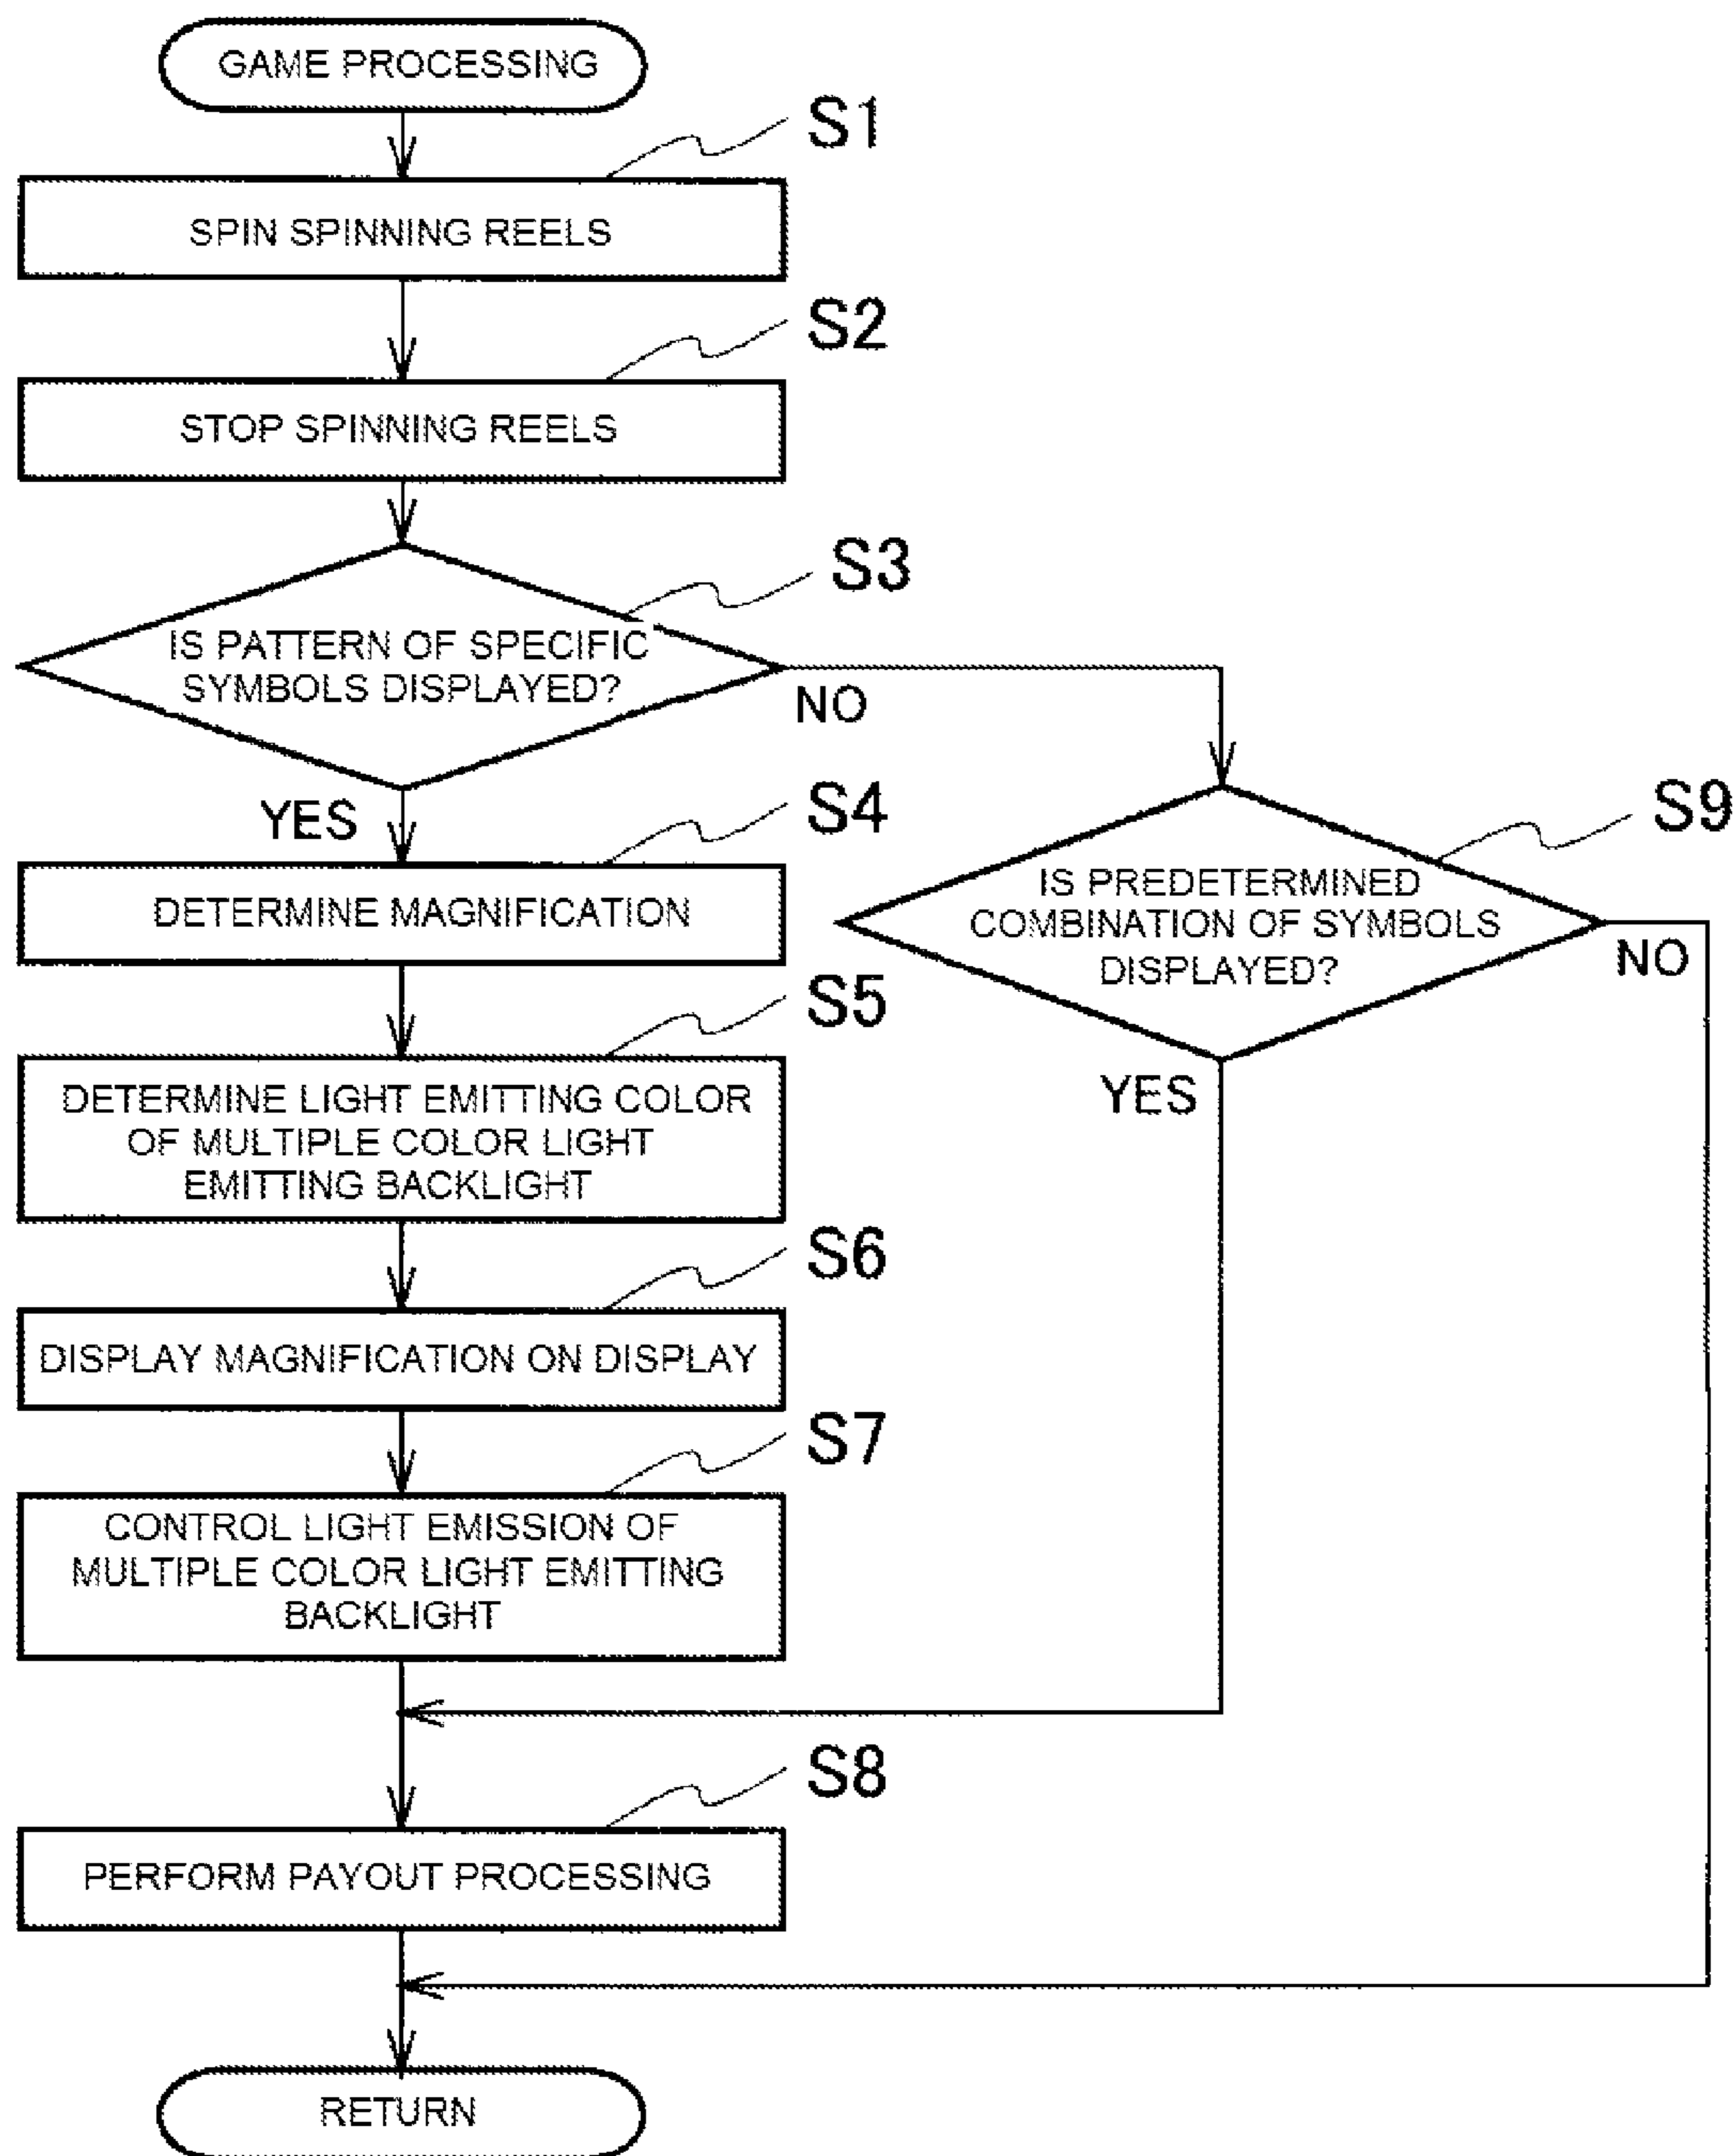 GAME PROCESSING
S1
SPIN SPINNING REELS
S2
STOP SPINNING REELS
S3
IS PATTERN OF SPECIFIC
SYMBOLS DISPLAYED?
NO
YES
S4
DETERMINE MAGNIFICATION
S9
IS PREDETERMINED
COMBINATION OF SYMBOLS
DISPLAYED?
NO
YES
S5
DETERMINE LIGHT EMITTING COLOR
OF MULTIPLE COLOR LIGHT
EMITTING BACKLIGHT
S6
DISPLAY MAGNIFICATION ON DISPLAY
S7
CONTROL LIGHT EMISSION OF
MULTIPLE COLOR LIGHT EMITTING
BACKLIGHT
S8
PERFORM PAYOUT PROCESSING
RETURN